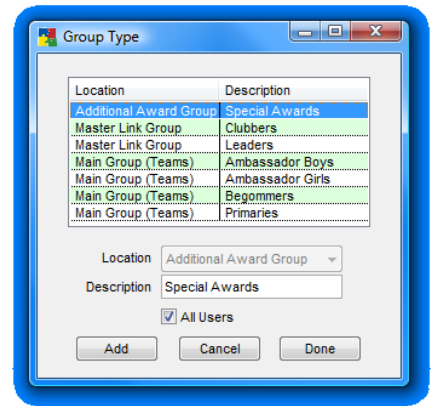 Group Type
Location Description
Additional Award Group Special Awards
Master Link Group Clubbers
Master Link Group Leaders
Main Group (Teams) Ambassador Boys
Main Group (Teams) Ambassador Girls
Main Group (Teams) Begommers
Main Group (Teams) Primaries
Location Additional Award Group
Description Special Awards
All Users
Add Cancel Done